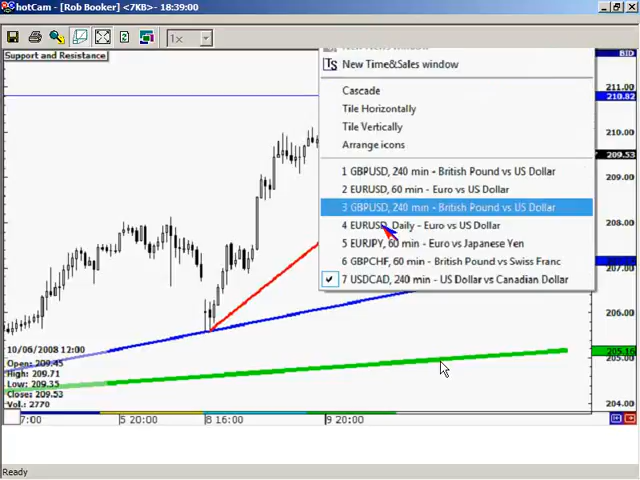 hotCam - [Rob Booker] <7KB> - 18:39:00
1x
Support and Resistance
New Time&Sales window
Cascade
Tile Horizontally
Tile Vertically
Arrange icons
1 GBPUSD, 240 min - British Pound vs US Dollar
2 EURUSD, 60 min - Euro vs US Dollar
3 GBPUSD, 240 min - British Pound vs US Dollar
4 EURUSD, Daily - Euro vs US Dollar
5 EURJPY, 60 min - Euro vs Japanese Yen
6 GBPCHF, 60 min - British Pound vs Swiss Franc
7 USDCAD, 240 min - US Dollar vs Canadian Dollar
BID
210.82
210.00
209.53
209.00
208.00
206.00
205.00
204.00
10/06/2008 12:00
Open: 209.45
High: 209.71
Low: 209.35
Close: 209.53
Vol.: 2770
7:00
5 20:00
8 16:00
9 20:00
Ready